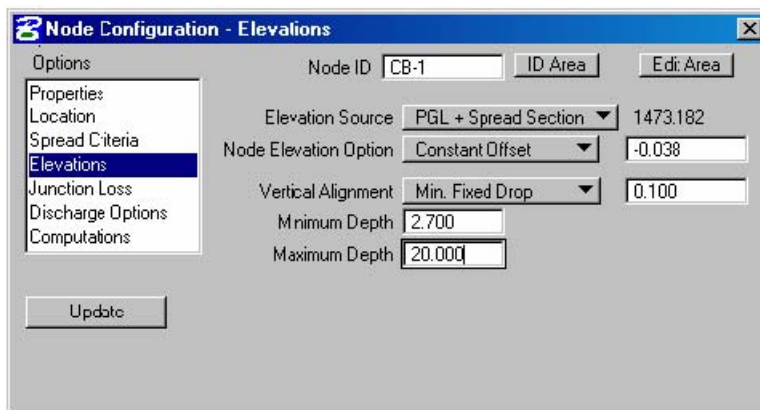 Node Configuration - Elevations
Options
Node ID CB-1 ID Area Edit Area
Properties
Location
Spread Criteria
Elevations
Junction Loss
Discharge Options
Computations
Elevation Source PGL + Spread Section 1473.182
Node Elevation Option Constant Offset -0.038
Vertical Alignment Min. Fixed Drop 0.100
Minimum Depth 2.700
Maximum Depth 20.000
Update